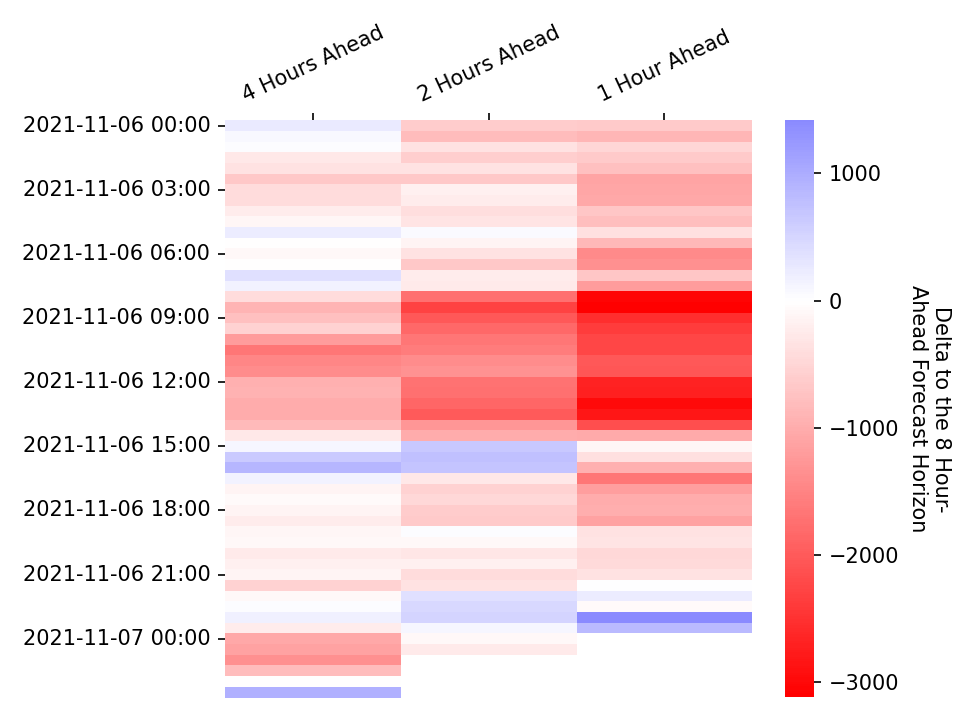 4 Hours Ahead
2 Hours Ahead
1 Hour Ahead
2021-11-06 00:00
2021-11-06 03:00
2021-11-06 06:00
2021-11-06 09:00
2021-11-06 12:00
2021-11-06 15:00
2021-11-06 18:00
2021-11-06 21:00
2021-11-07 00:00
1000
0
−1000
−2000
−3000
Delta to the 8 Hour-
Ahead Forecast Horizon